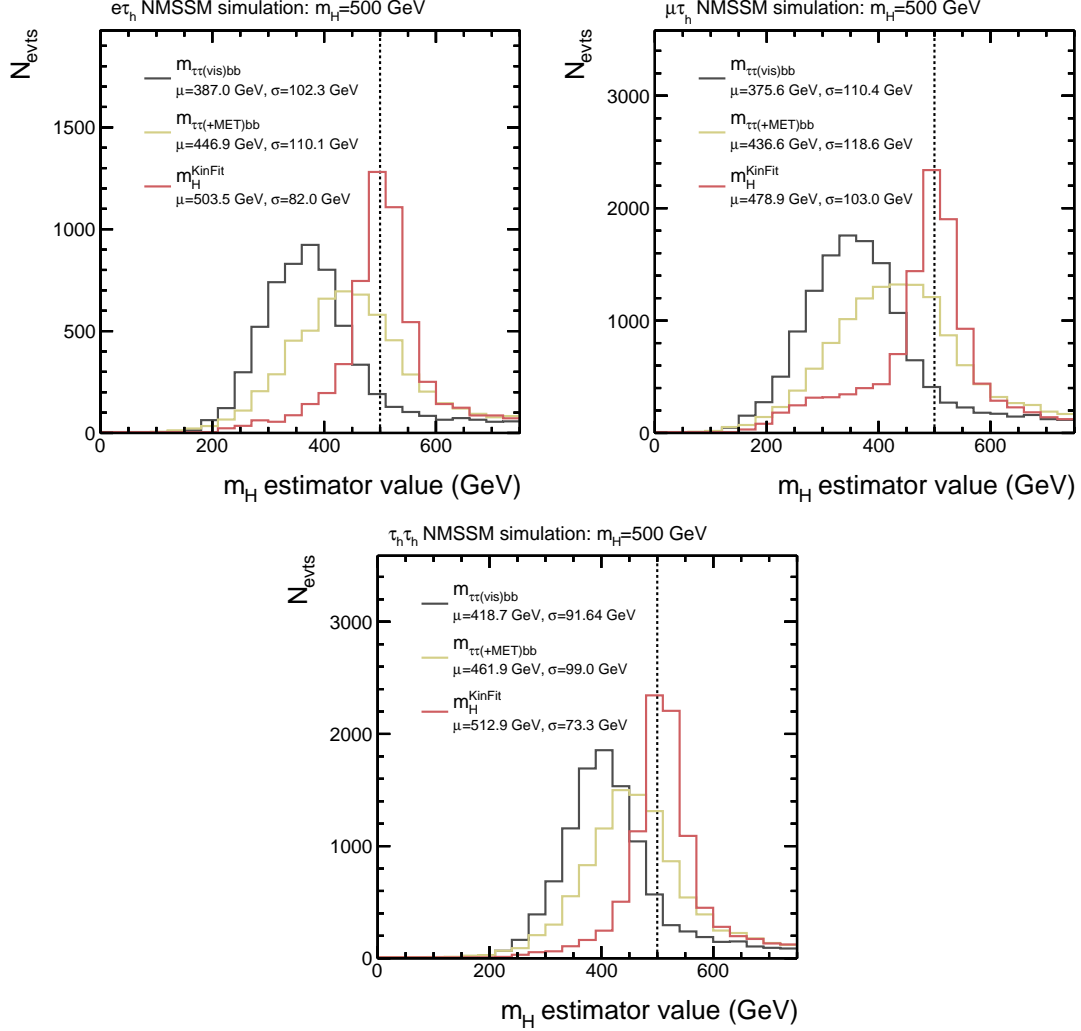 eτh NMSSM simulation: mH=500 GeV
Nevts
mττ(vis)bb
μ=387.0 GeV, σ=102.3 GeV
mττ(+MET)bb
μ=446.9 GeV, σ=110.1 GeV
mHKinFit
μ=503.5 GeV, σ=82.0 GeV
1500
1000
500
0
0 200 400 600
mH estimator value (GeV)
μτh NMSSM simulation: mH=500 GeV
Nevts
mττ(vis)bb
μ=375.6 GeV, σ=110.4 GeV
mττ(+MET)bb
μ=436.6 GeV, σ=118.6 GeV
mHKinFit
μ=478.9 GeV, σ=103.0 GeV
3000
2000
1000
0
0 200 400 600
mH estimator value (GeV)
τhτh NMSSM simulation: mH=500 GeV
Nevts
mττ(vis)bb
μ=418.7 GeV, σ=91.64 GeV
mττ(+MET)bb
μ=461.9 GeV, σ=99.0 GeV
mHKinFit
μ=512.9 GeV, σ=73.3 GeV
3000
2000
1000
0
0 200 400 600
mH estimator value (GeV)